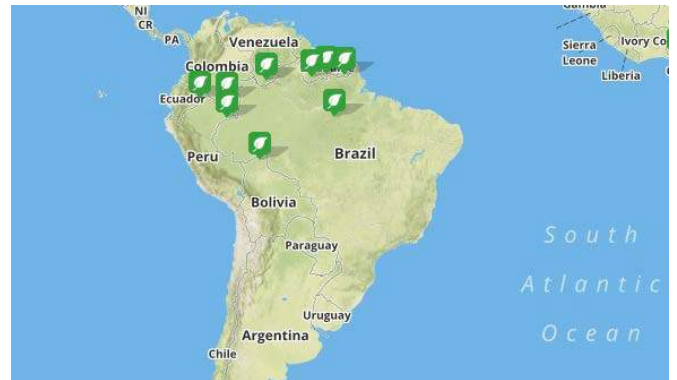 NI
CR
PA
Venezuela
Colombia
Ecuador
Peru
Brazil
Bolivia
Paraguay
Uruguay
Argentina
Chile
Sierra
Leone
Ivory Co
Liberia
South
Atlantic
Ocean